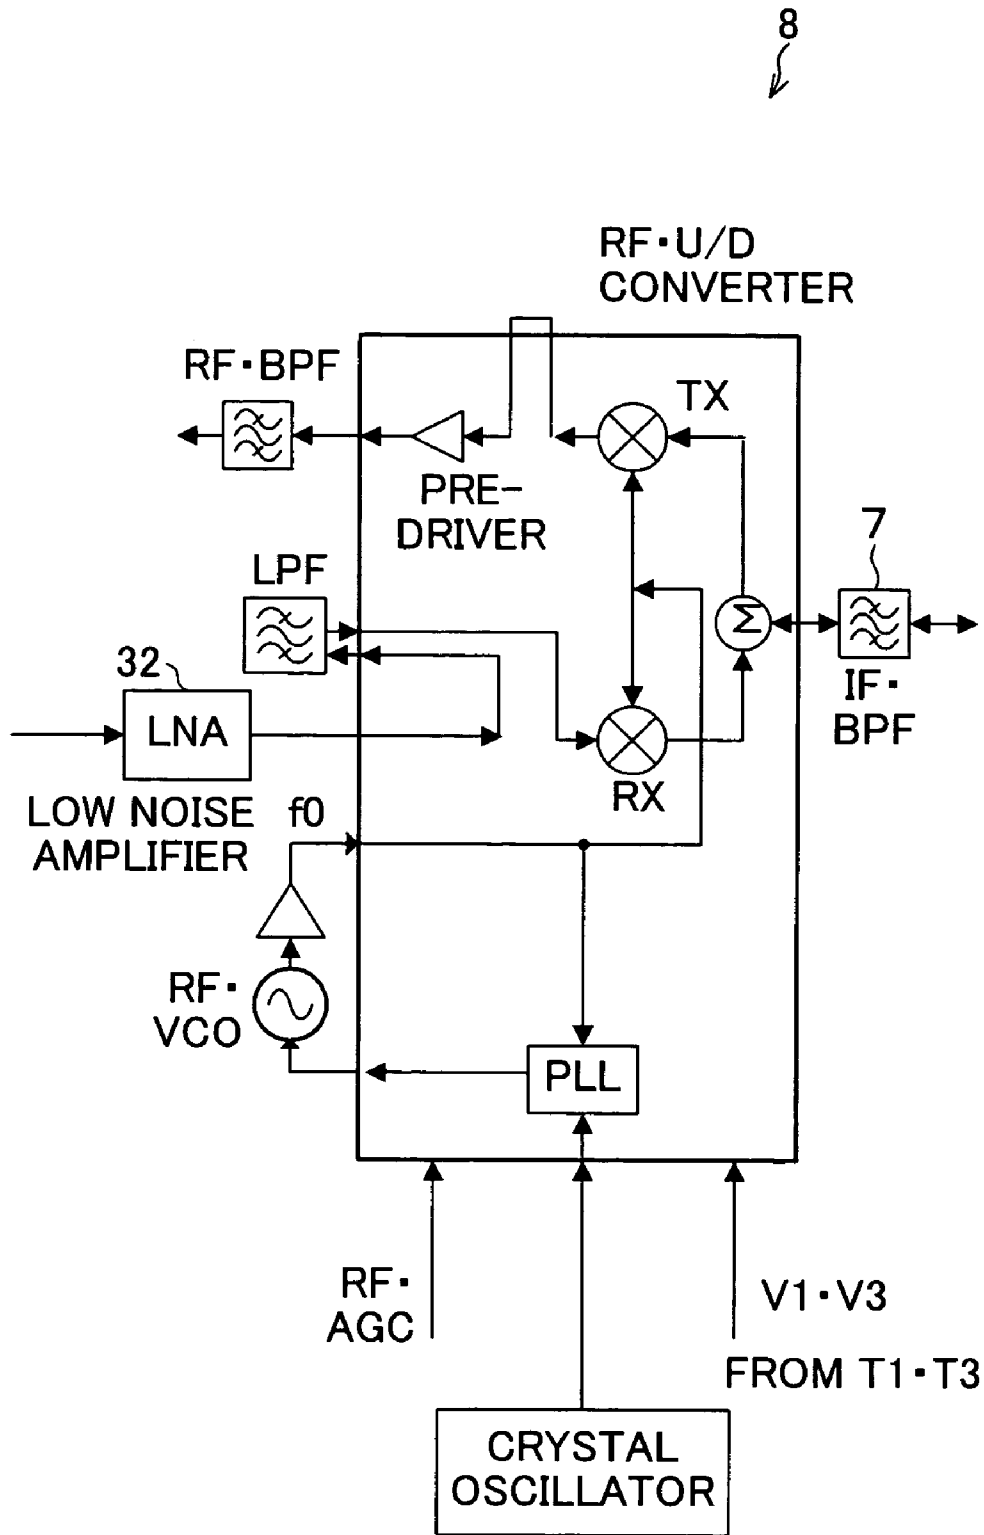 8
RF·U/D
CONVERTER
RF·BPF
TX
PRE-
DRIVER
7
LPF
Σ
32
LNA
IF·
BPF
RX
LOW NOISE
AMPLIFIER
f0
RF·
VCO
PLL
RF·
AGC
V1·V3
FROM T1·T3
CRYSTAL
OSCILLATOR